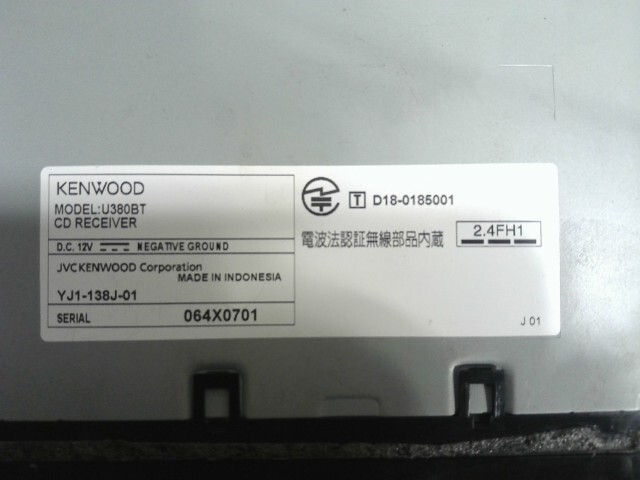 KENWOOD
MODEL:U380BT
CD RECEIVER
D.C. 12V NEGATIVE GROUND
JVCKENWOOD Corporation
MADE IN INDONESIA
YJ1-138J-01
SERIAL 064X0701
T D18-0185001
電波法認証無線部品内蔵
2.4FH1
J 01